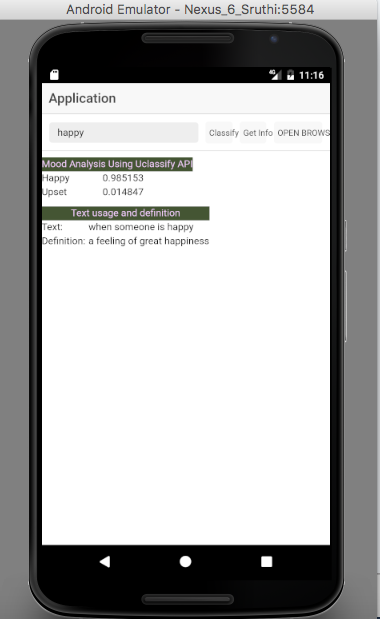 Android Emulator - Nexus_6_Sruthi:5584
4G 11:16
Application
happy Classify Get Info OPEN BROWS
Mood Analysis Using Uclassify API
Happy 0.985153
Upset 0.014847
Text usage and definition
Text: when someone is happy
Definition: a feeling of great happiness